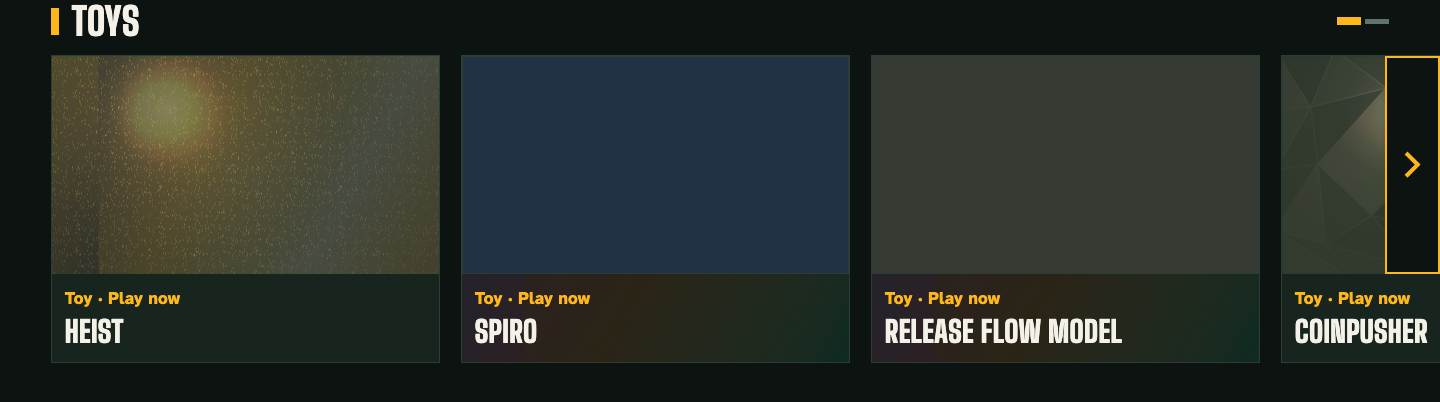 TOYS
Toy · Play now
HEIST
Toy · Play now
SPIRO
Toy · Play now
RELEASE FLOW MODEL
Toy · Play now
COINPUSHER